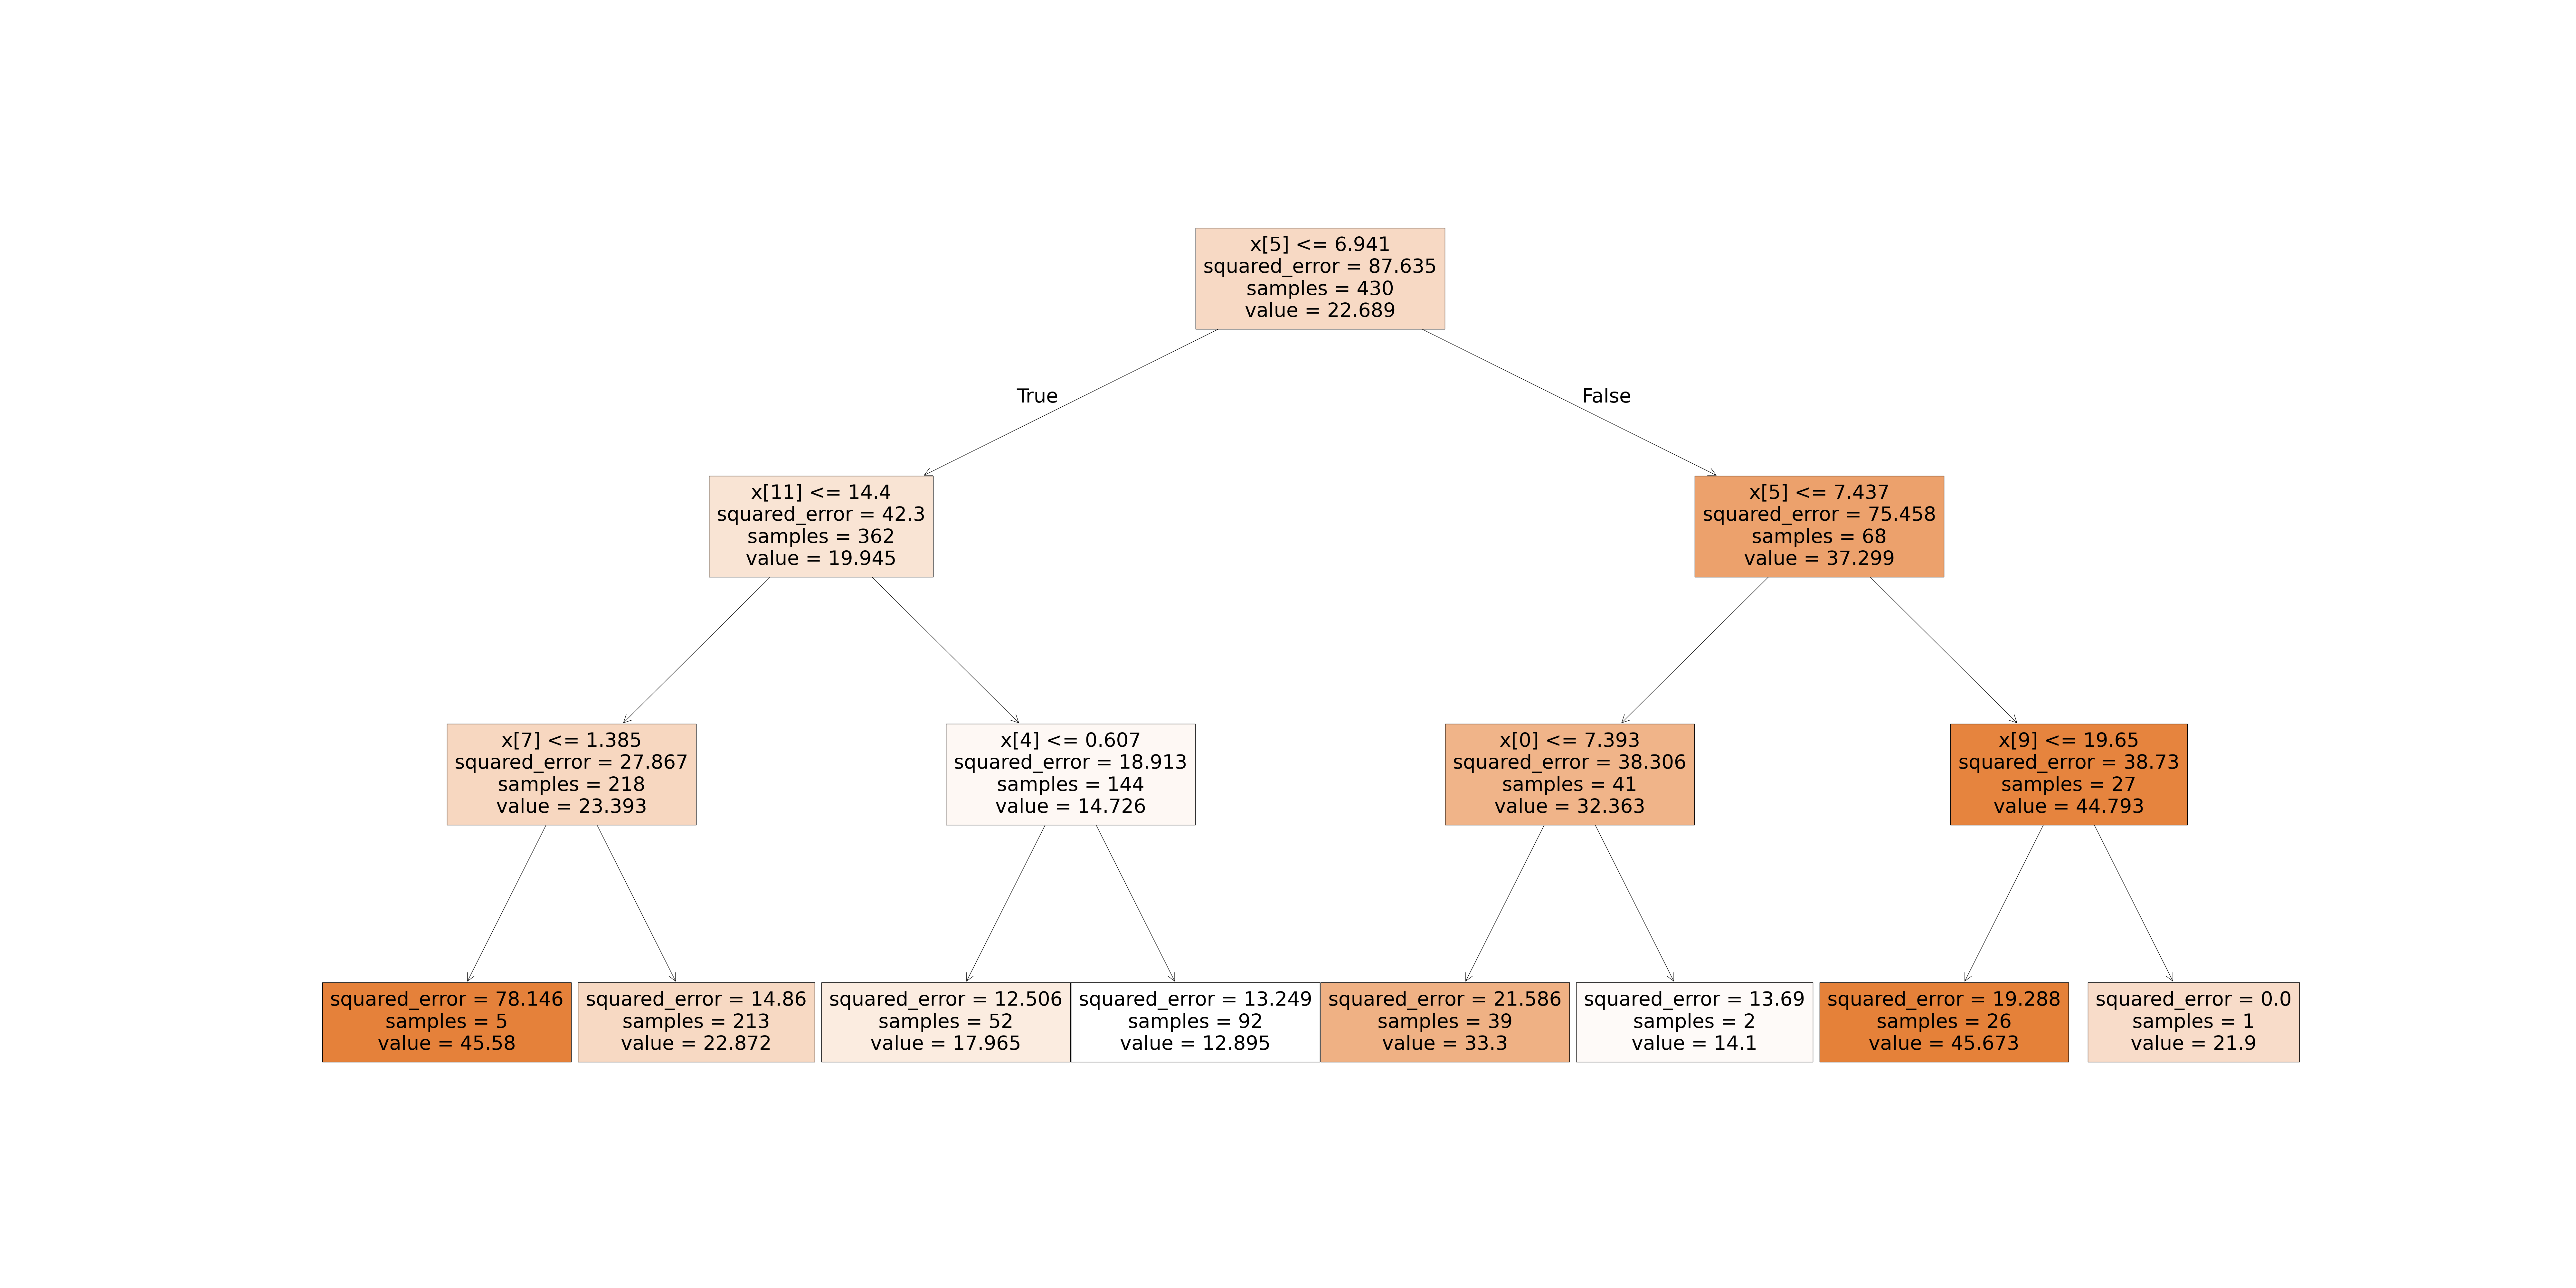 x[5] <= 6.941
squared_error = 87.635
samples = 430
value = 22.689
True
False
x[11] <= 14.4
squared_error = 42.3
samples = 362
value = 19.945
x[5] <= 7.437
squared_error = 75.458
samples = 68
value = 37.299
x[7] <= 1.385
squared_error = 27.867
samples = 218
value = 23.393
x[4] <= 0.607
squared_error = 18.913
samples = 144
value = 14.726
x[0] <= 7.393
squared_error = 38.306
samples = 41
value = 32.363
x[9] <= 19.65
squared_error = 38.73
samples = 27
value = 44.793
squared_error = 78.146
samples = 5
value = 45.58
squared_error = 14.86
samples = 213
value = 22.872
squared_error = 12.506
samples = 52
value = 17.965
squared_error = 13.249
samples = 92
value = 12.895
squared_error = 21.586
samples = 39
value = 33.3
squared_error = 13.69
samples = 2
value = 14.1
squared_error = 19.288
samples = 26
value = 45.673
squared_error = 0.0
samples = 1
value = 21.9